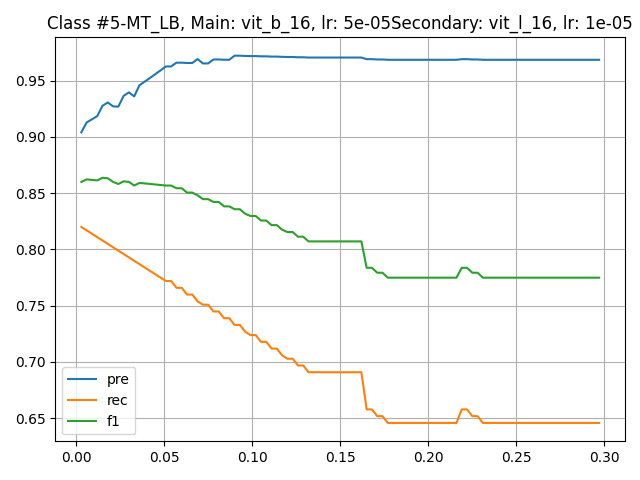 Class #5-MT_LB, Main: vit_b_16, lr: 5e-05Secondary: vit_l_16, lr: 1e-05
0.95
0.90
0.85
0.80
0.75
0.70
0.65
pre
rec
f1
0.00 0.05 0.10 0.15 0.20 0.25 0.30